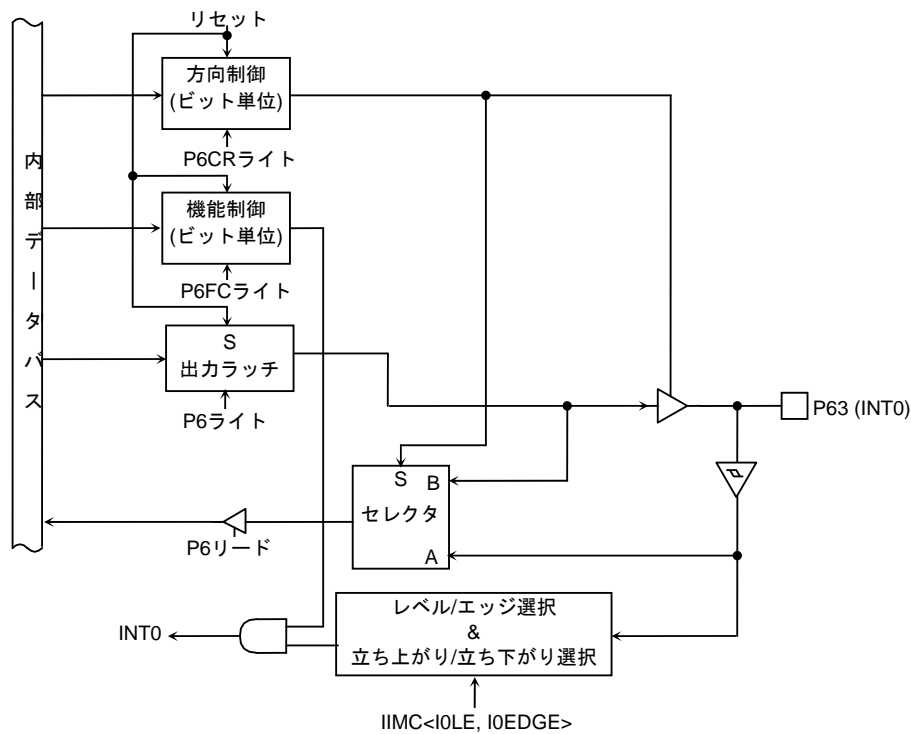 リセット
方向制御
(ビット単位)
P6CRライト
内部データバス
機能制御
(ビット単位)
P6FCライト
S
出力ラッチ
P6ライト
P63 (INT0)
S B
セレクタ
A
P6リード
レベル/エッジ選択
&
立ち上がり/立ち下がり選択
INT0
IIMC<I0LE, I0EDGE>